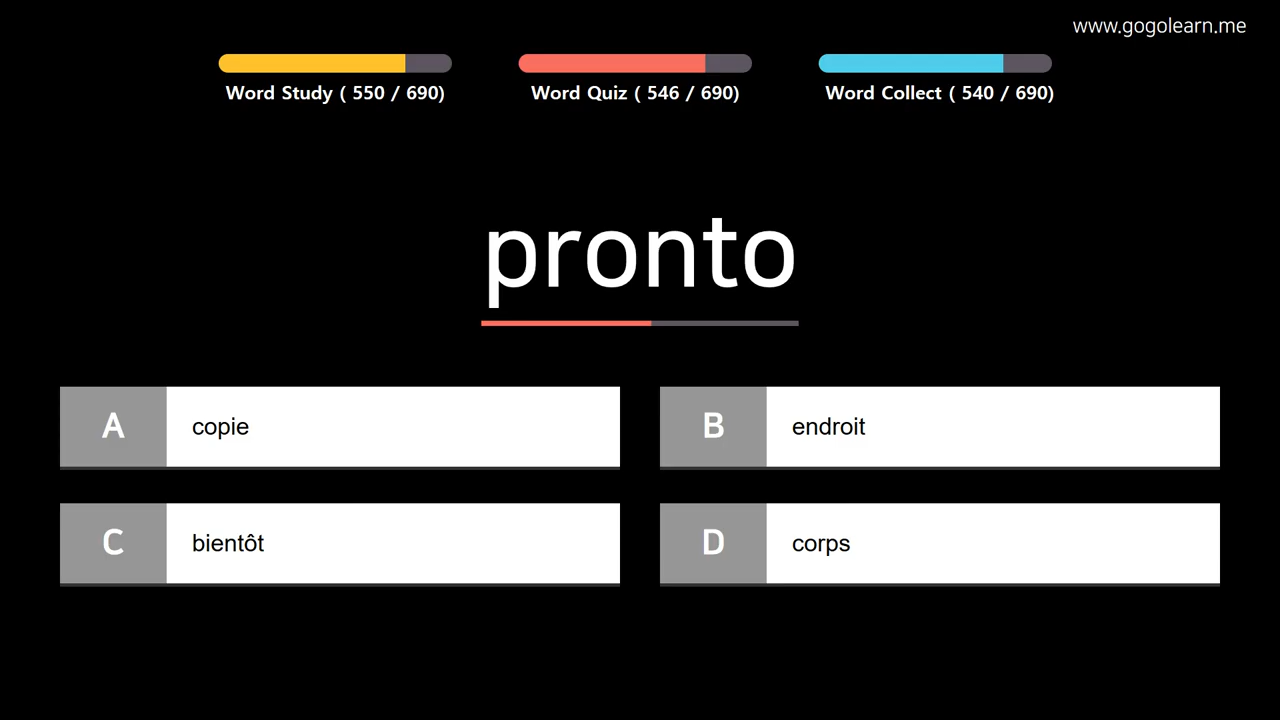 www.gogolearn.me
Word Study ( 550 / 690)
Word Quiz ( 546 / 690)
Word Collect ( 540 / 690)
pronto
A
copie
B
endroit
C
bientôt
D
corps